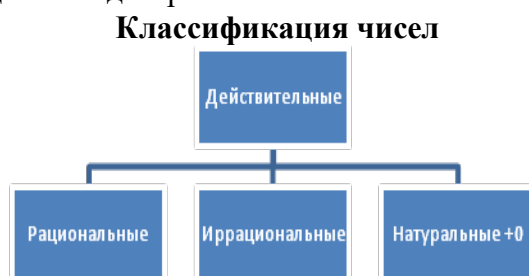 Классификация чисел
Действительные
Рациональные
Иррациональные
Натуральные +0